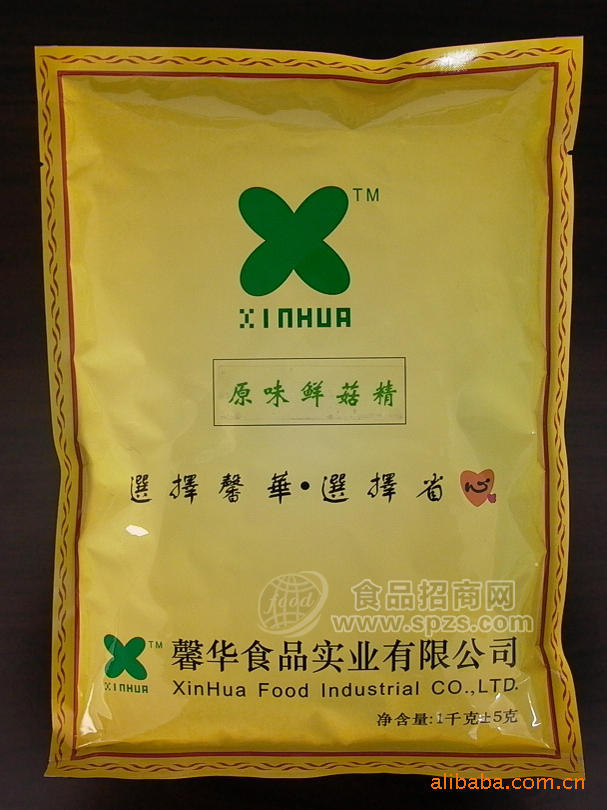 TM
XINHUA
原味鲜菇精
選擇馨華·選擇省心
食品招商网
food
www.spzs.com
TM
XINHUA
馨华食品实业有限公司
XinHua Food Industrial CO.,LTD.
净含量:1千克±5克
alibaba.com.cn